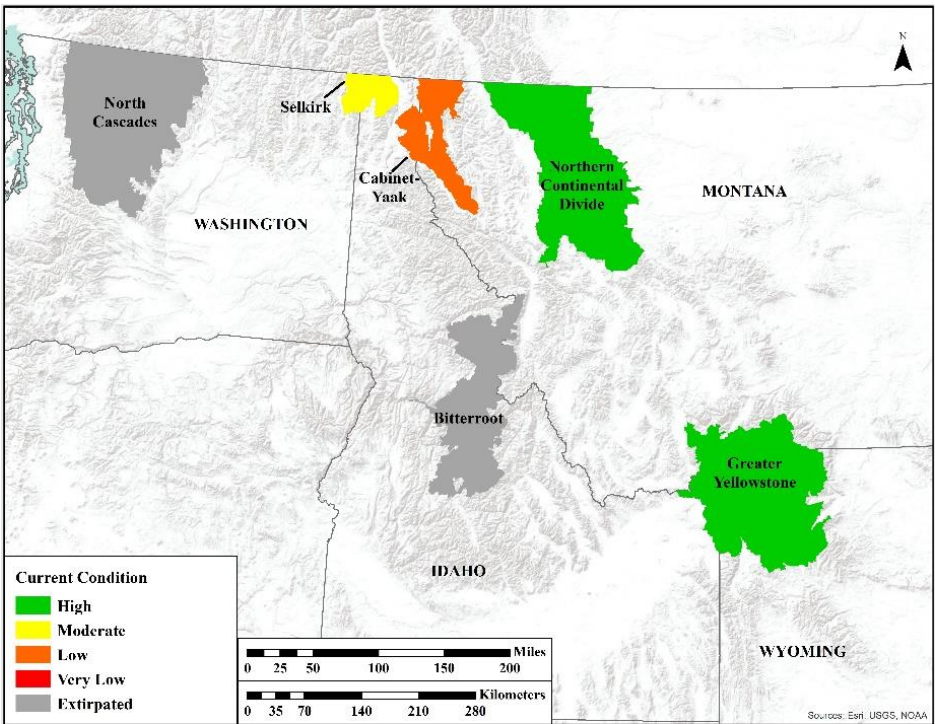 N
North
Cascades
Selkirk
Cabinet-
Yaak
Northern
Continental
Divide
MONTANA
WASHINGTON
Bitterroot
Greater
Yellowstone
IDAHO
WYOMING
Current Condition
High
Moderate
Low
Very Low
Extirpated
Miles
0 25 50 100 150 200
Kilometers
0 35 70 140 210 280
Sources: Esri, USGS, NOAA